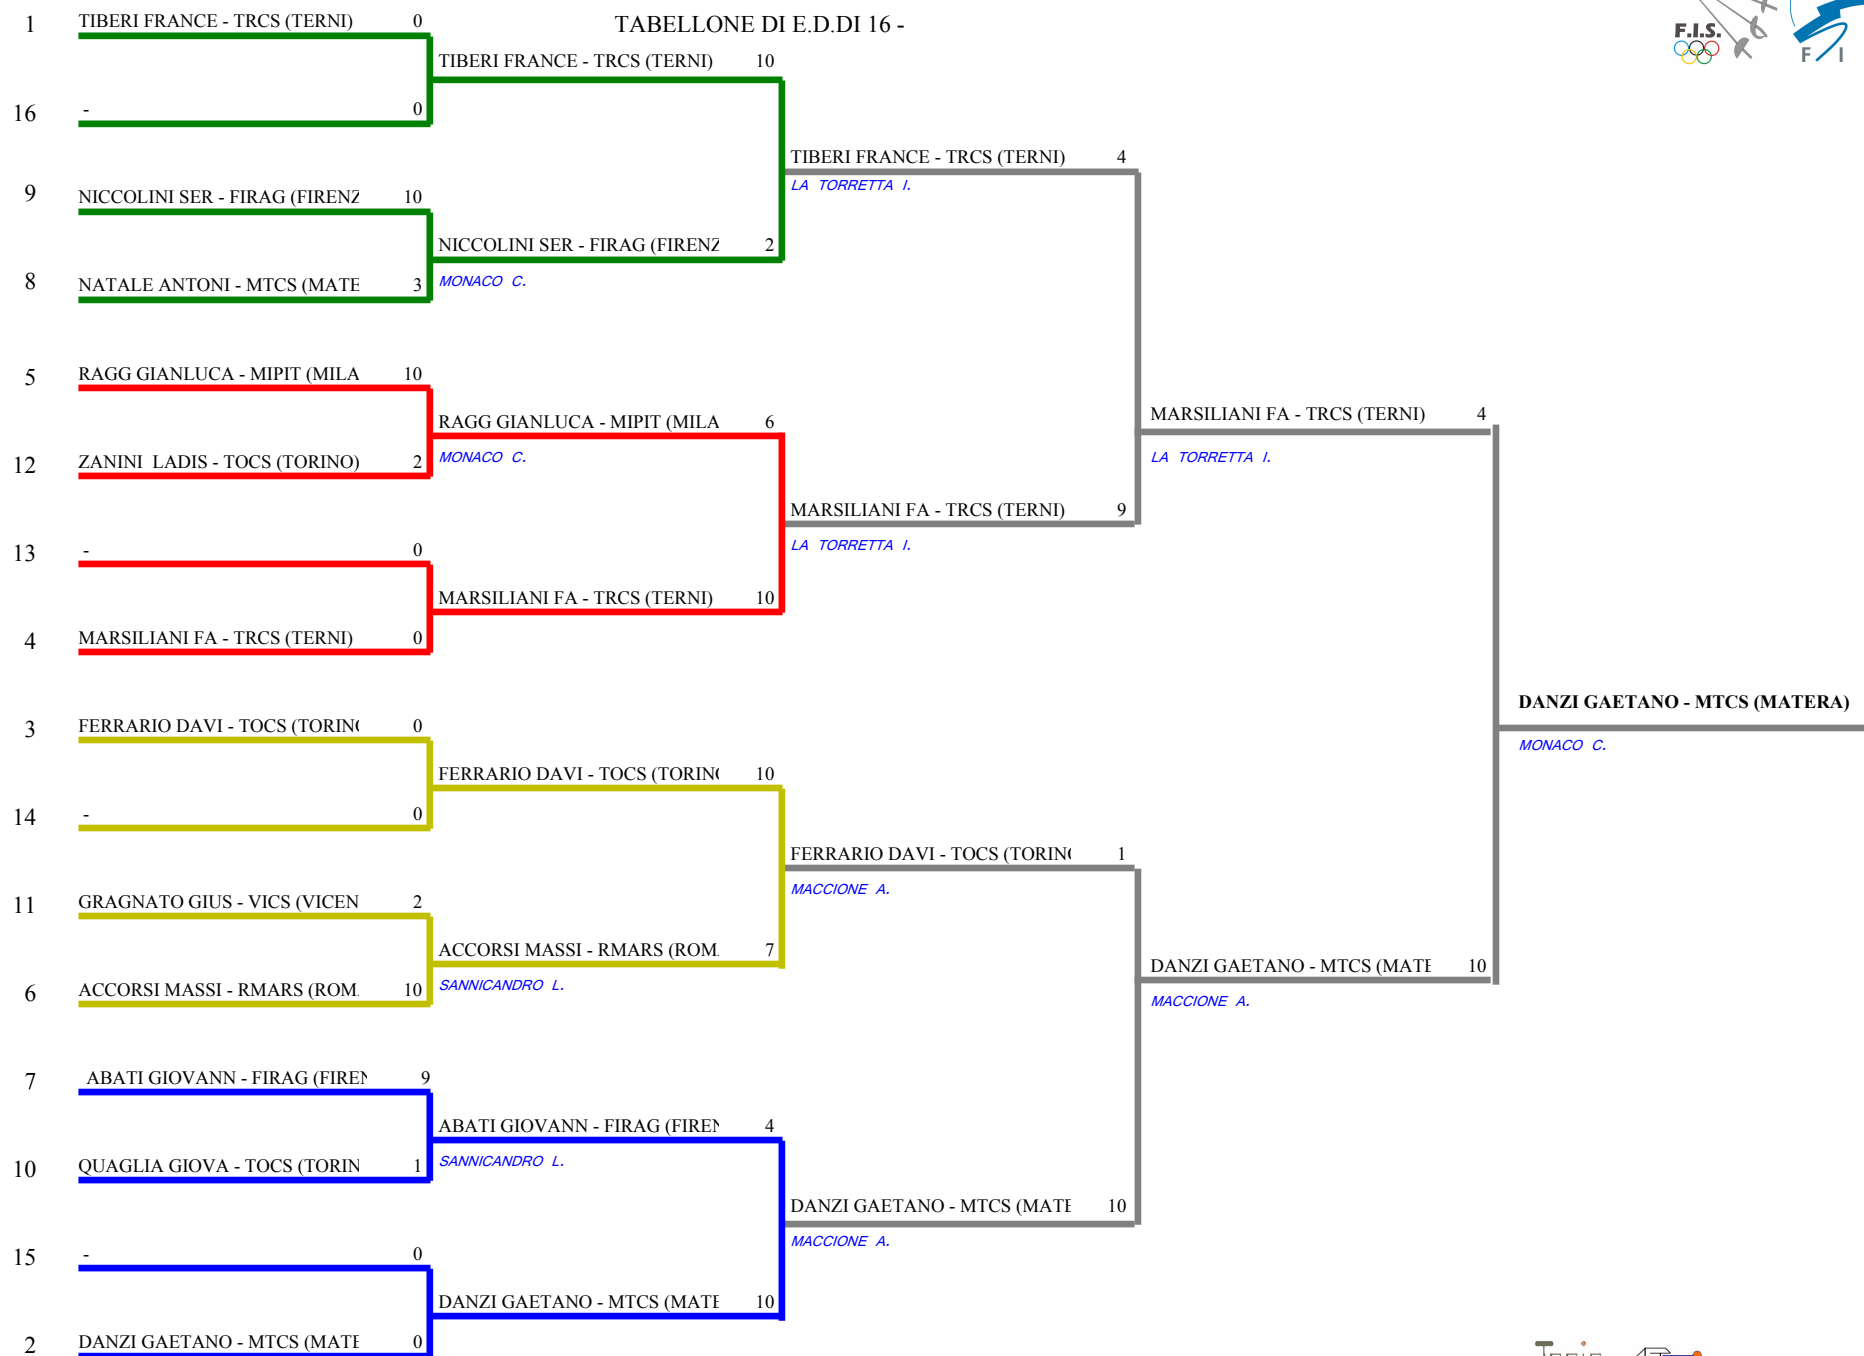 TABELLONE DI E.D.DI 16 -
F.I.S.
F I
1 TIBERI FRANCE - TRCS (TERNI) 0
TIBERI FRANCE - TRCS (TERNI) 10
16 - 0
TIBERI FRANCE - TRCS (TERNI) 4
LA TORRETTA I.
9 NICCOLINI SER - FIRAG (FIRENZ 10
NICCOLINI SER - FIRAG (FIRENZ 2
MONACO C.
8 NATALE ANTONI - MTCS (MATE 3
5 RAGG GIANLUCA - MIPIT (MILA 10
RAGG GIANLUCA - MIPIT (MILA 6
MONACO C.
MARSILIANI FA - TRCS (TERNI) 4
LA TORRETTA I.
12 ZANINI LADIS - TOCS (TORINO) 2
MARSILIANI FA - TRCS (TERNI) 9
LA TORRETTA I.
13 - 0
MARSILIANI FA - TRCS (TERNI) 10
4 MARSILIANI FA - TRCS (TERNI) 0
DANZI GAETANO - MTCS (MATERA)
MONACO C.
3 FERRARIO DAVI - TOCS (TORINO 0
FERRARIO DAVI - TOCS (TORINO 10
14 - 0
FERRARIO DAVI - TOCS (TORINO 1
MACCIONE A.
11 GRAGNATO GIUS - VICS (VICEN 2
ACCORSI MASSI - RMARS (ROM. 7
SANNICANDRO L.
DANZI GAETANO - MTCS (MATE 10
MACCIONE A.
6 ACCORSI MASSI - RMARS (ROM. 10
7 ABATI GIOVANN - FIRAG (FIREN 9
ABATI GIOVANN - FIRAG (FIREN 4
SANNICANDRO L.
10 QUAGLIA GIOVA - TOCS (TORIN 1
DANZI GAETANO - MTCS (MATE 10
MACCIONE A.
15 - 0
DANZI GAETANO - MTCS (MATE 10
2 DANZI GAETANO - MTCS (MATE 0